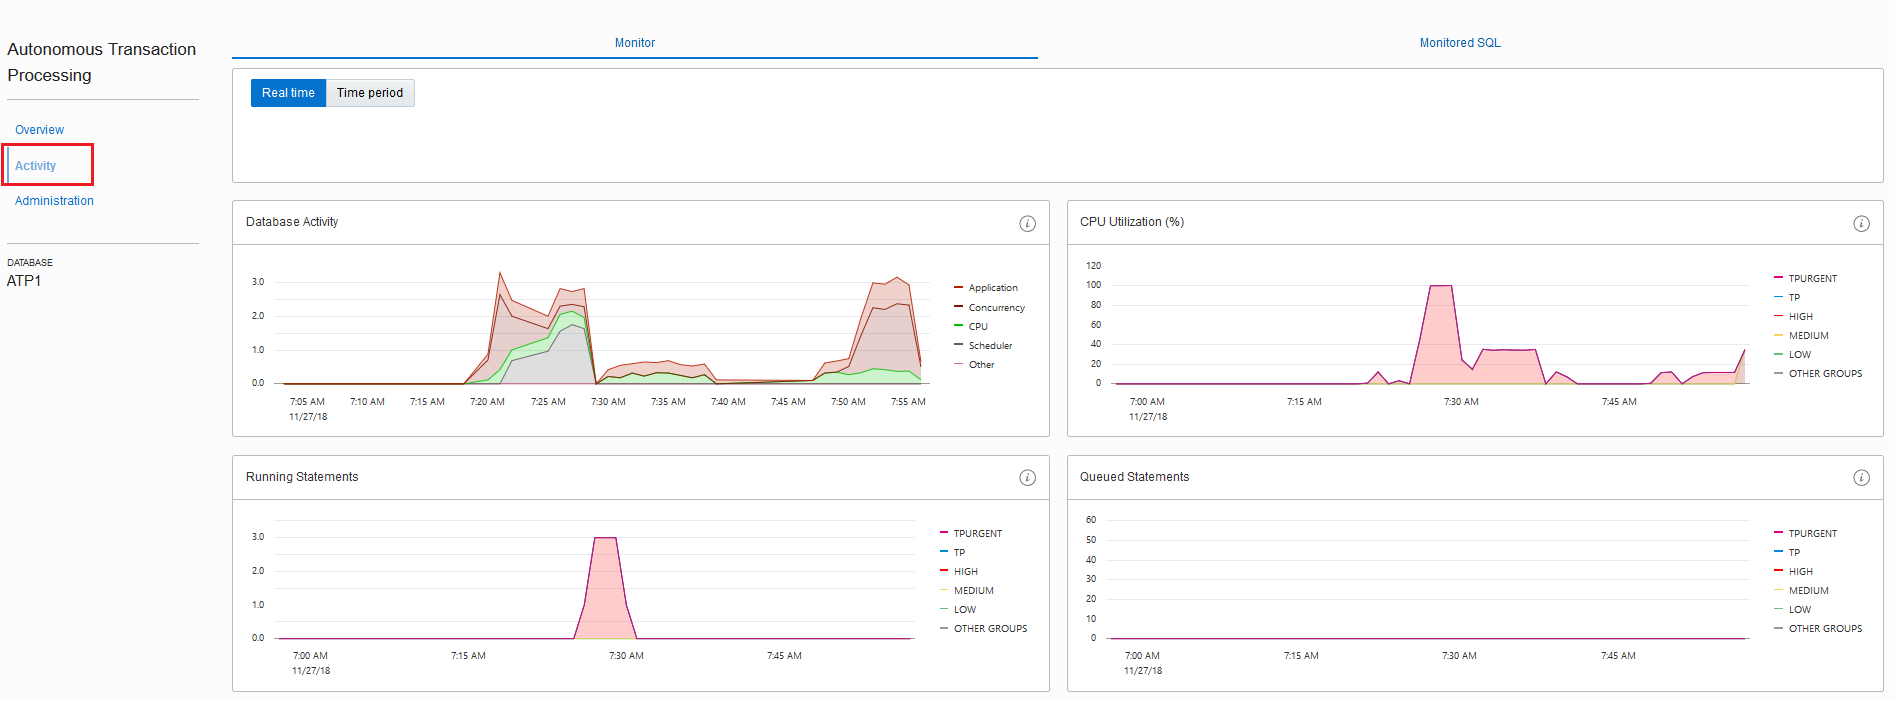 Autonomous Transaction
Processing
Overview
Activity
Administration
DATABASE
ATP1
Monitor
Monitored SQL
Real time
Time period
Database Activity
i
3.0
2.0
1.0
0.0
7:05 AM
7:10 AM
7:15 AM
7:20 AM
7:25 AM
7:30 AM
7:35 AM
7:40 AM
7:45 AM
7:50 AM
7:55 AM
11/27/18
Application
Concurrency
CPU
Scheduler
Other
CPU Utilization (%)
i
120
100
80
60
40
20
0
7:00 AM
7:15 AM
7:30 AM
7:45 AM
11/27/18
TPURGENT
TP
HIGH
MEDIUM
LOW
OTHER GROUPS
Running Statements
i
3.0
2.0
1.0
0.0
7:00 AM
7:15 AM
7:30 AM
7:45 AM
11/27/18
TPURGENT
TP
HIGH
MEDIUM
LOW
OTHER GROUPS
Queued Statements
i
60
50
40
30
20
10
0
7:00 AM
7:15 AM
7:30 AM
7:45 AM
11/27/18
TPURGENT
TP
HIGH
MEDIUM
LOW
OTHER GROUPS